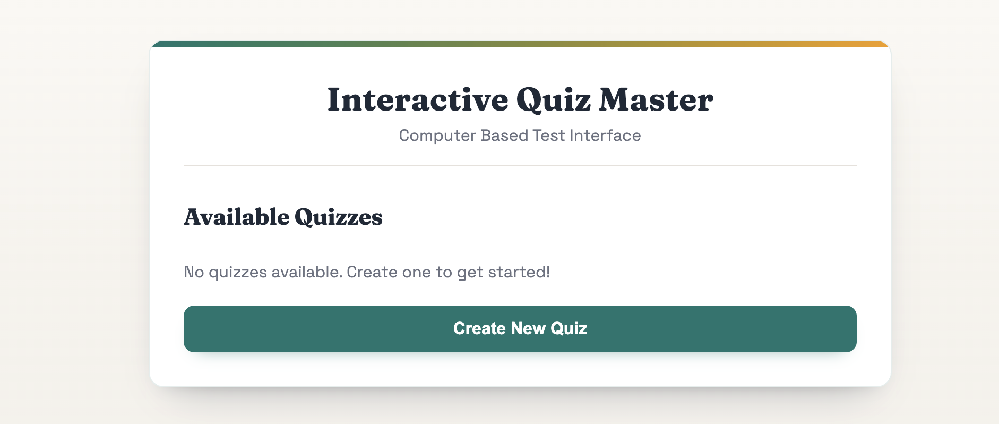 Interactive Quiz Master
Computer Based Test Interface
Available Quizzes
No quizzes available. Create one to get started!
Create New Quiz